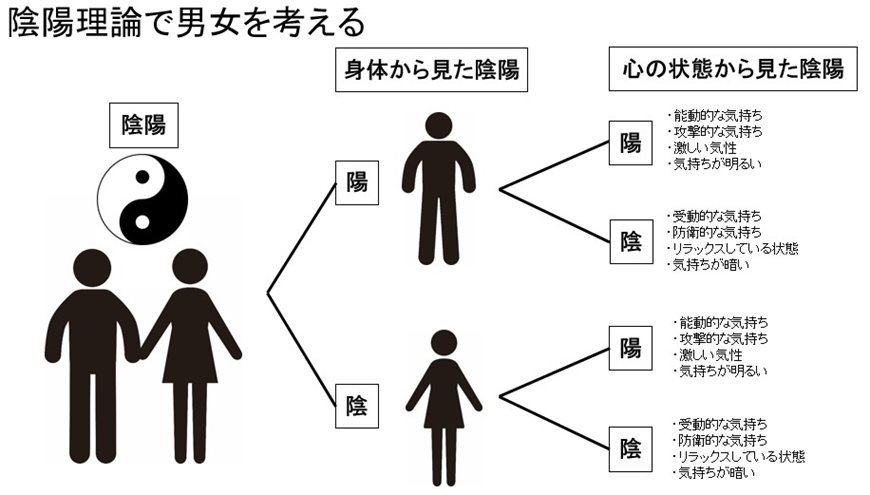 陰陽理論で男女を考える
陰陽
身体から見た陰陽
陽
陰
心の状態から見た陰陽
陽
・能動的な気持ち
・攻撃的な気持ち
・激しい気性
・気持ちが明るい
陰
・受動的な気持ち
・防衛的な気持ち
・リラックスしている状態
・気持ちが暗い
陽
・能動的な気持ち
・攻撃的な気持ち
・激しい気性
・気持ちが明るい
陰
・受動的な気持ち
・防衛的な気持ち
・リラックスしている状態
・気持ちが暗い